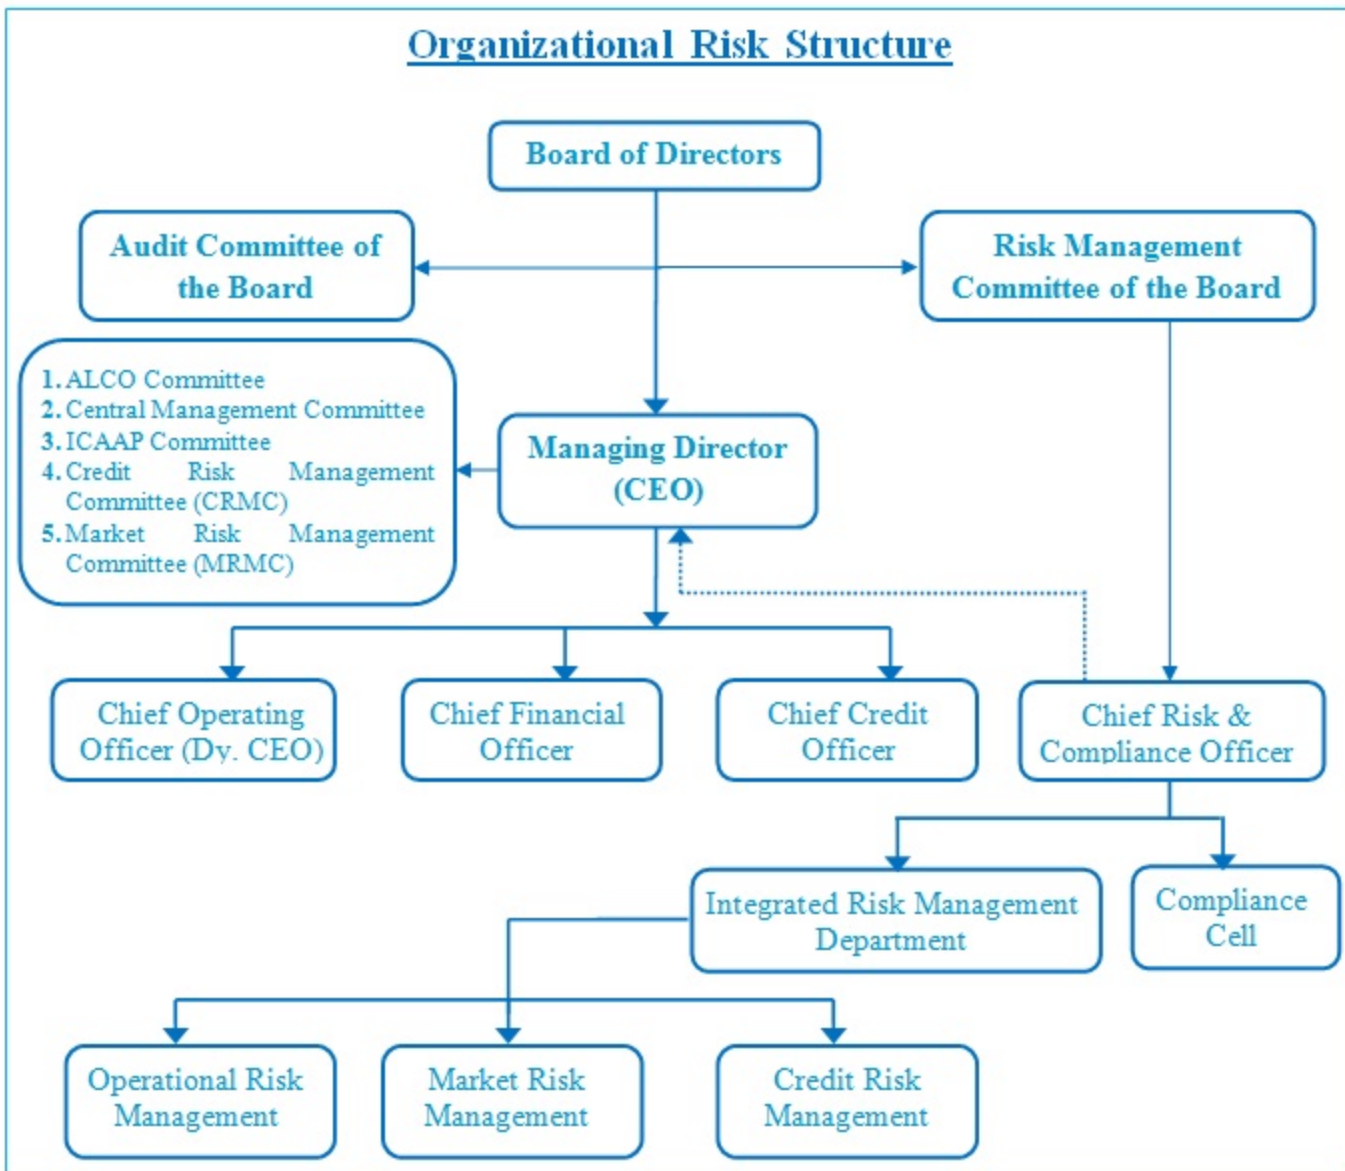 Organizational Risk Structure
Board of Directors
Audit Committee of
the Board
Risk Management
Committee of the Board
1. ALCO Committee
2. Central Management Committee
3. ICAAP Committee
4. Credit Risk Management
Committee (CRMC)
5. Market Risk Management
Committee (MRMC)
Managing Director
(CEO)
Chief Operating
Officer (Dy. CEO)
Chief Financial
Officer
Chief Credit
Officer
Chief Risk &
Compliance Officer
Integrated Risk Management
Department
Compliance
Cell
Operational Risk
Management
Market Risk
Management
Credit Risk
Management